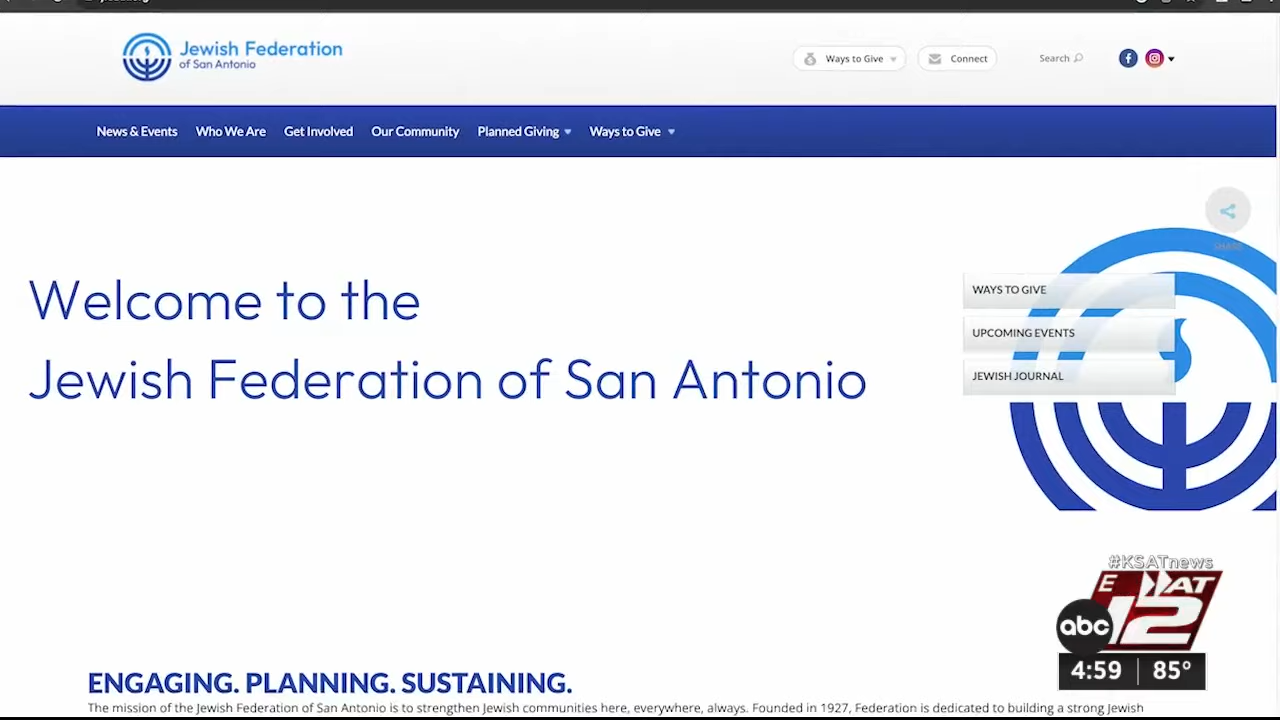 Jewish Federation
of San Antonio
Ways to Give
Connect
Search
News & Events
Who We Are
Get Involved
Our Community
Planned Giving
Ways to Give
SHARE
Welcome to the
Jewish Federation of San Antonio
WAYS TO GIVE
UPCOMING EVENTS
JEWISH JOURNAL
#KSATnews
abc
12
4:59
85°
ENGAGING. PLANNING. SUSTAINING.
The mission of the Jewish Federation of San Antonio is to strengthen Jewish communities here, everywhere, always. Founded in 1927, Federation is dedicated to building a strong Jewish